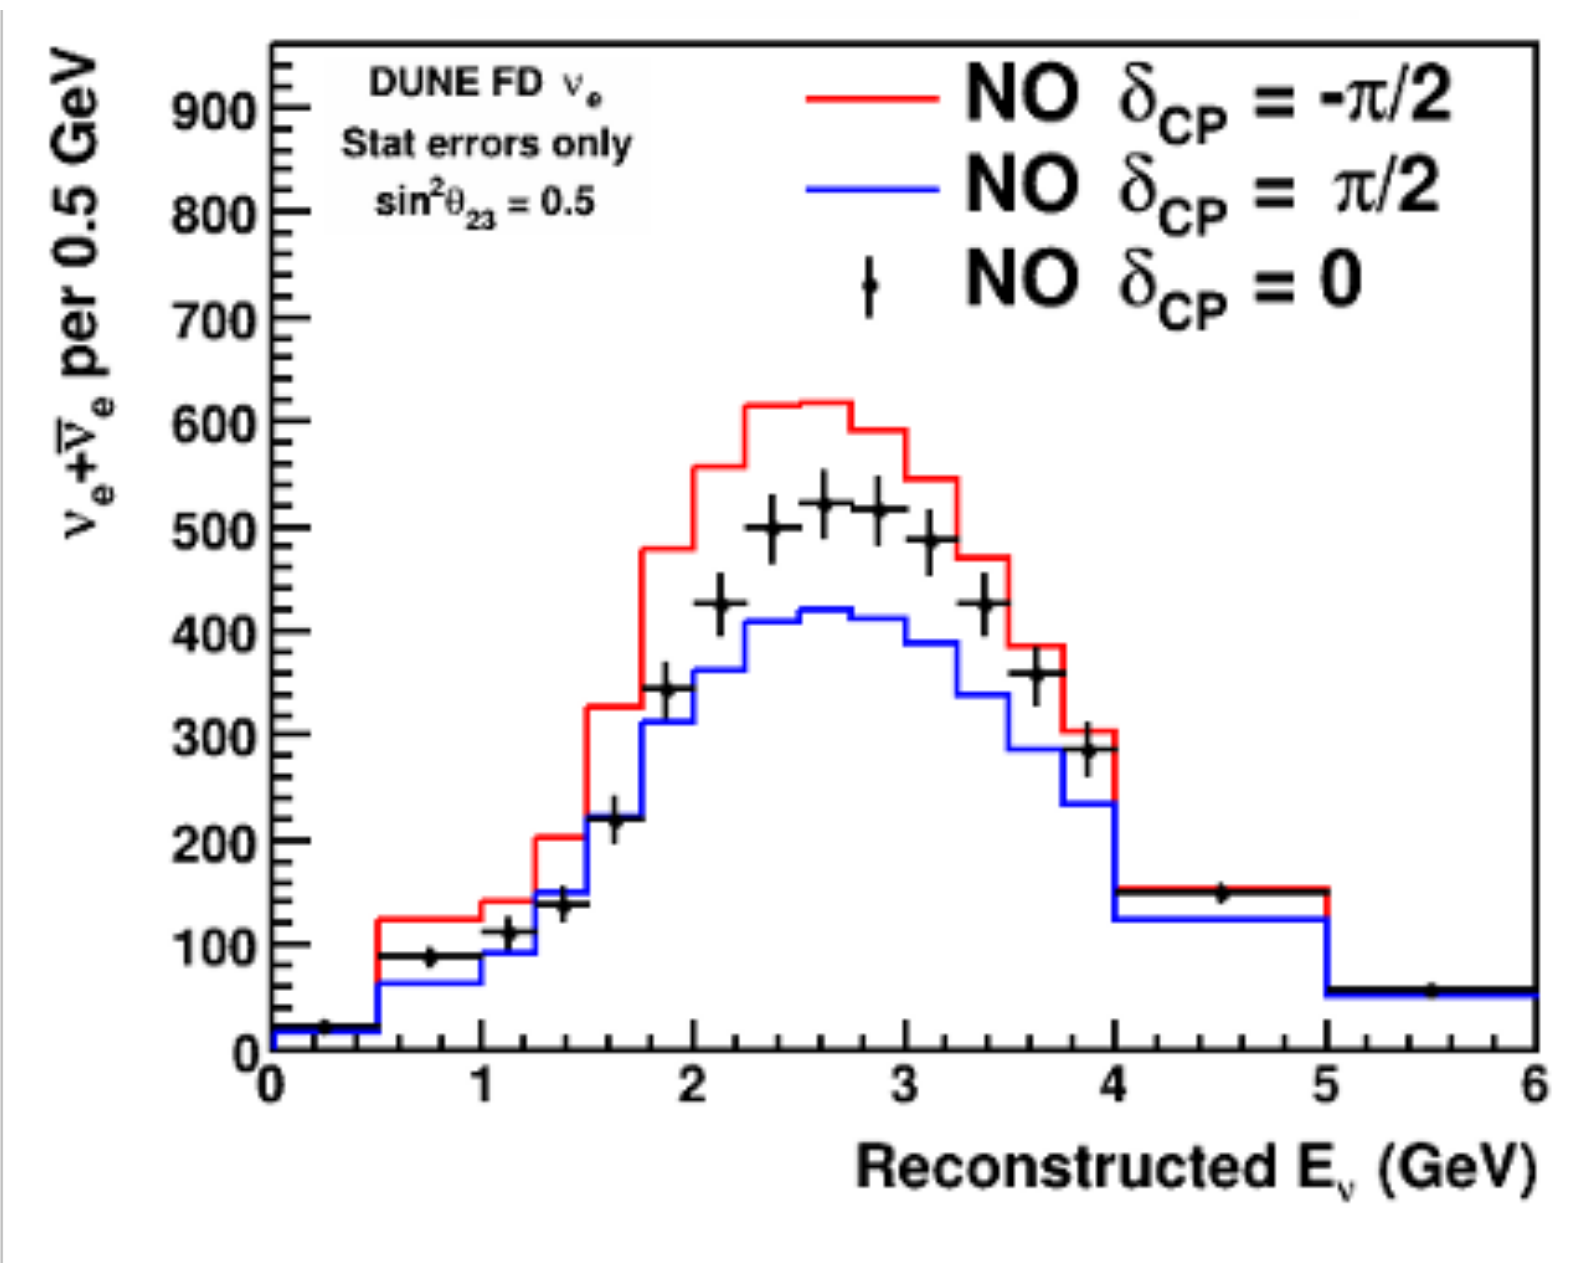 DUNE FD νₑ
Stat errors only
sin²θ₂₃ = 0.5
NO δCP = -π/2
NO δCP = π/2
NO δCP = 0
νₑ+ν̅ₑ per 0.5 GeV
900
800
700
600
500
400
300
200
100
0
0 1 2 3 4 5 6
Reconstructed Eᵥ (GeV)